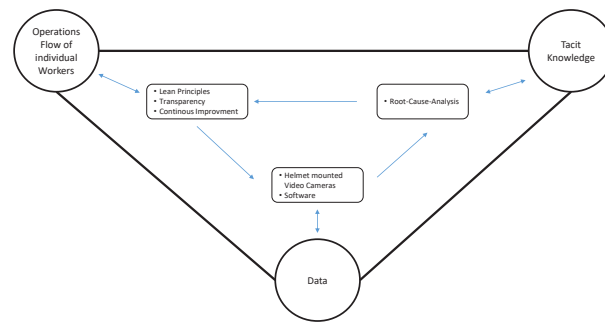 Operations
Flow of
individual
Workers
Tacit
Knowledge
• Lean Principles
• Transparency
• Continous Improvment
• Root-Cause-Analysis
• Helmet mounted
Video Cameras
• Software
Data